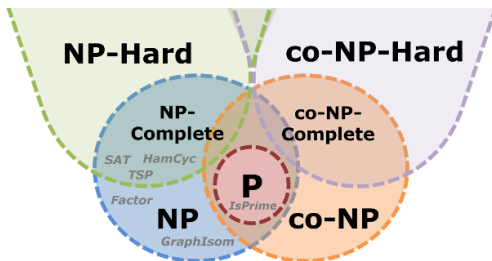 NP-Hard
co-NP-Hard
NP-
Complete
co-NP-
Complete
SAT
HamCyc
TSP
P
IsPrime
Factor
NP
co-NP
GraphIsom